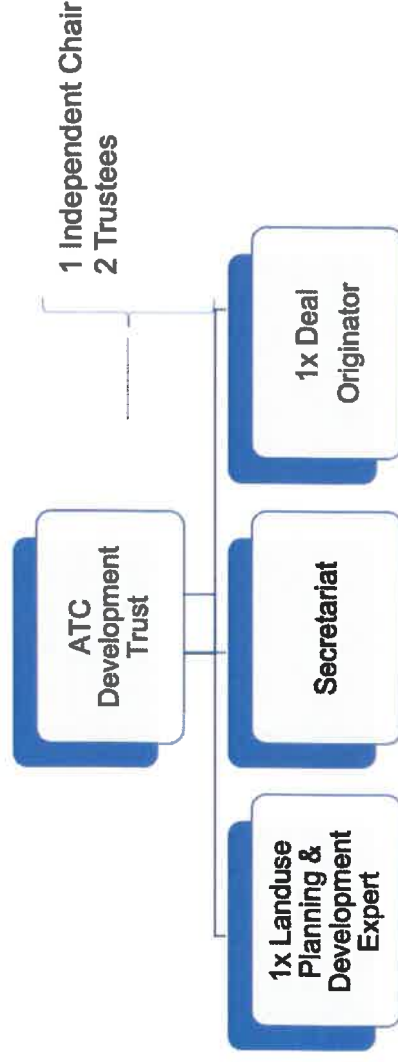 ATC
Development
Trust
1 Independent Chair
2 Trustees
1x Landuse
Planning &
Development
Expert
Secretariat
1x Deal
Originator